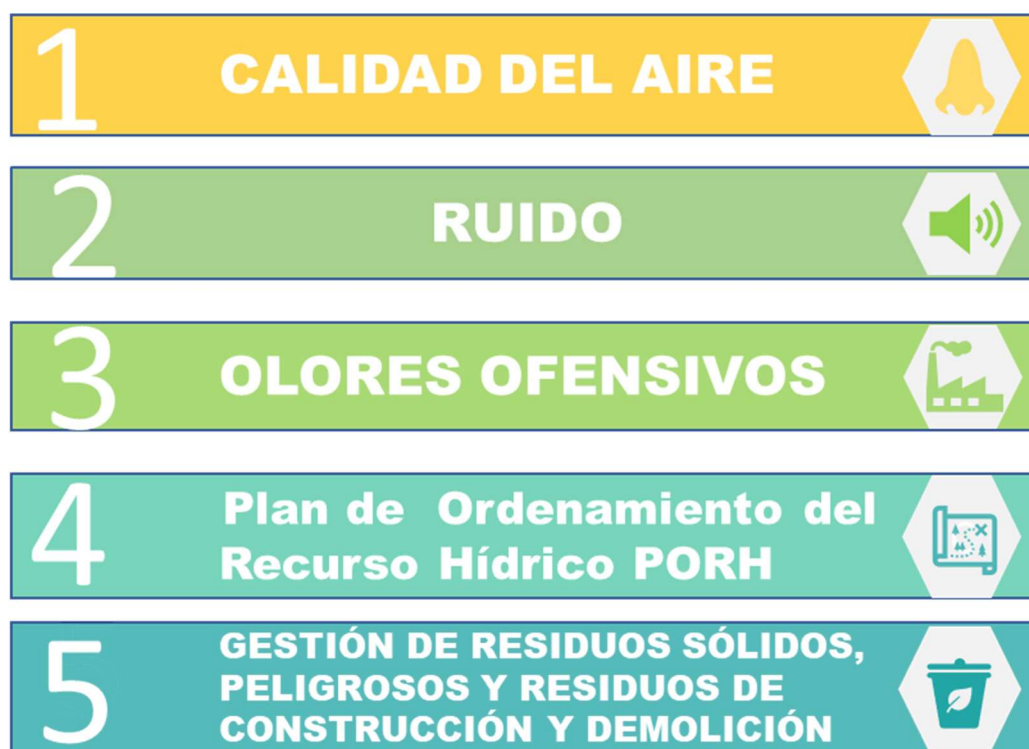 1
CALIDAD DEL AIRE
2
RUIDO
3
OLORES OFENSIVOS
4
Plan de Ordenamiento del
Recurso Hídrico PORH
5
GESTIÓN DE RESIDUOS SÓLIDOS,
PELIGROSOS Y RESIDUOS DE
CONSTRUCCIÓN Y DEMOLICIÓN